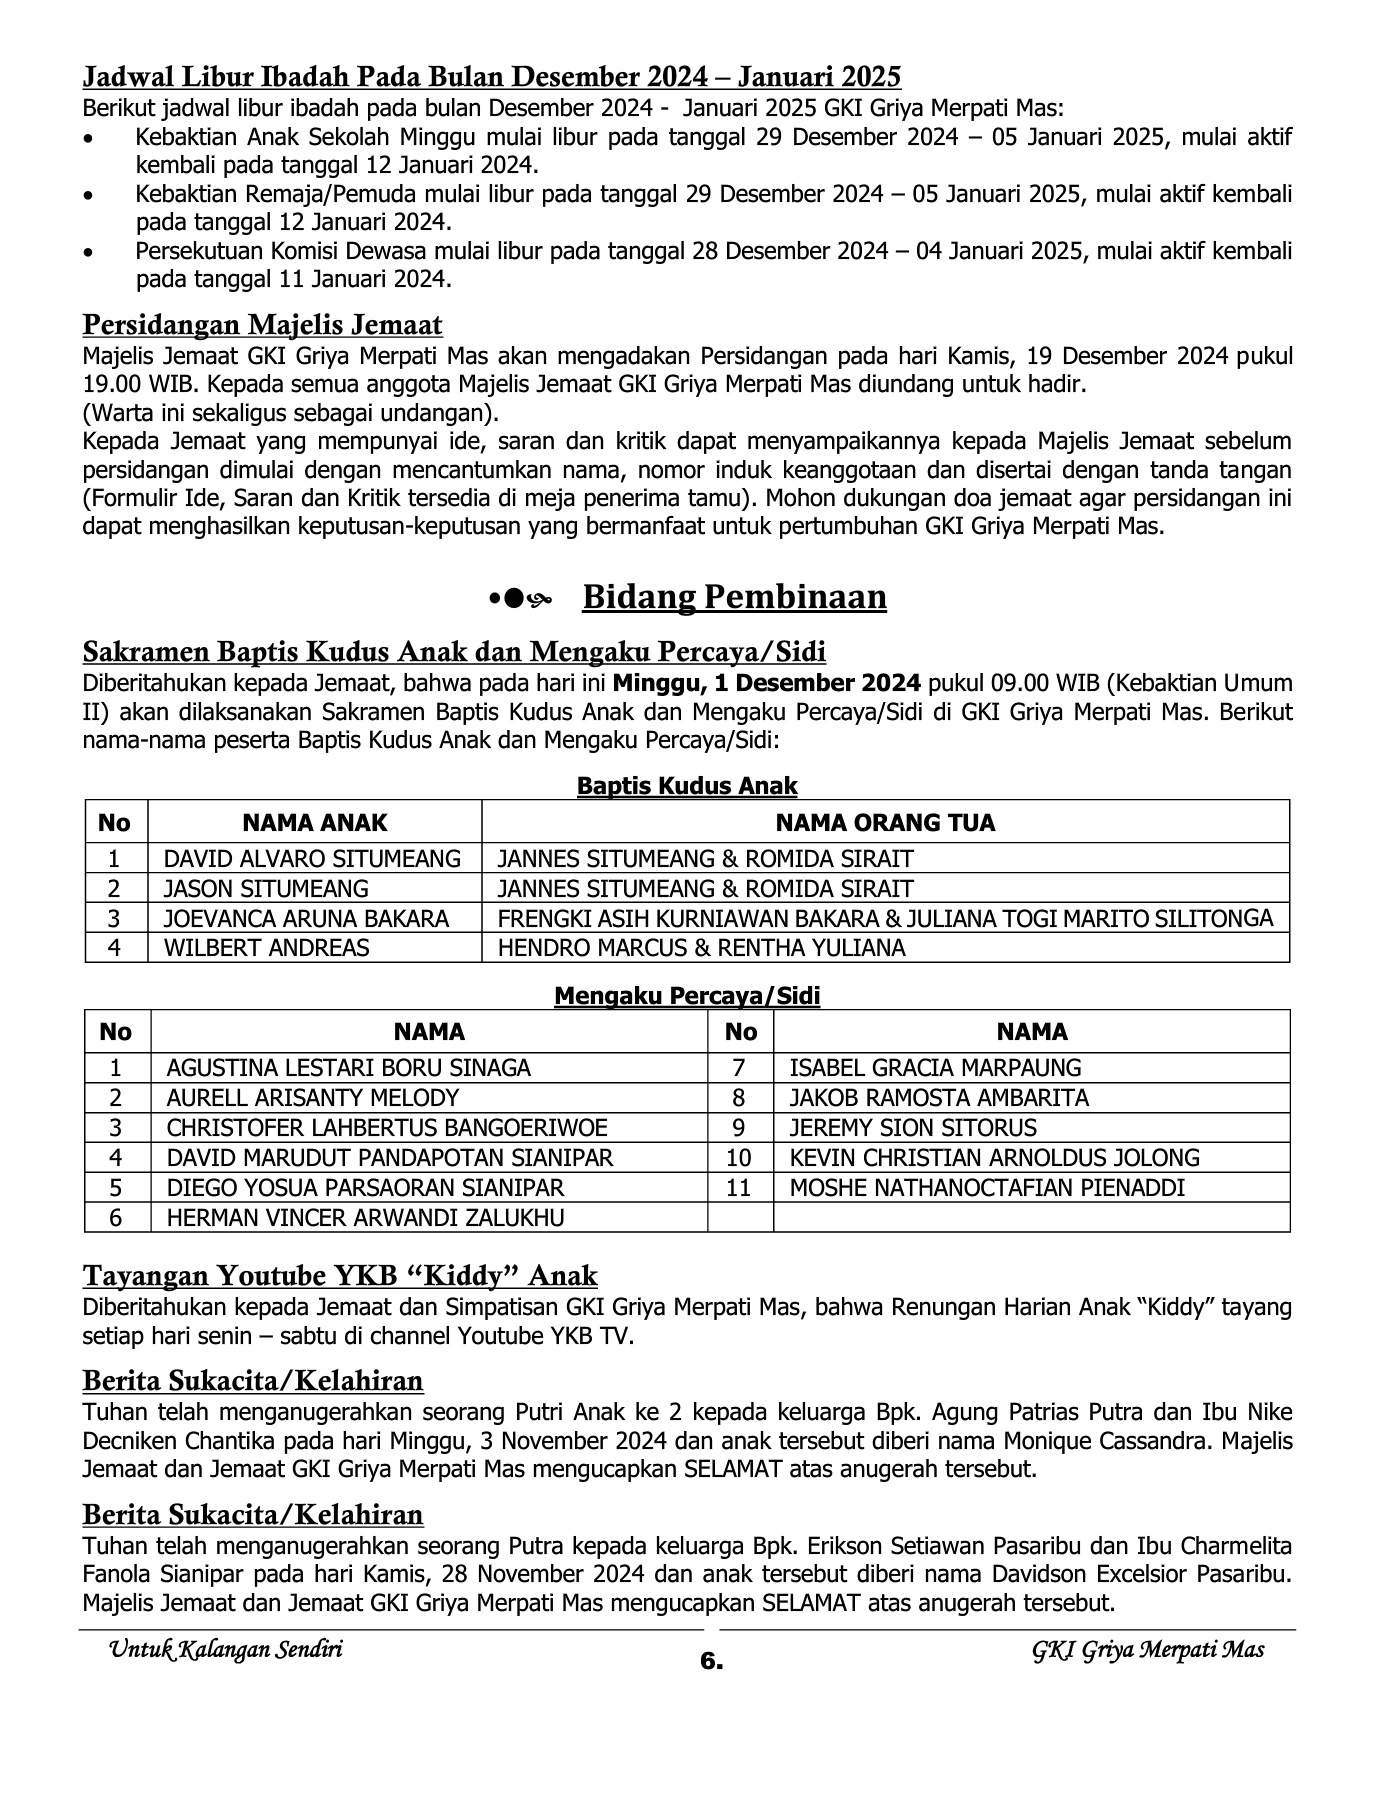 Jadwal Libur Ibadah Pada Bulan Desember 2024 – Januari 2025
Berikut jadwal libur ibadah pada bulan Desember 2024 - Januari 2025 GKI Griya Merpati Mas:
• Kebaktian Anak Sekolah Minggu mulai libur pada tanggal 29 Desember 2024 – 05 Januari 2025, mulai aktif
kembali pada tanggal 12 Januari 2024.
• Kebaktian Remaja/Pemuda mulai libur pada tanggal 29 Desember 2024 – 05 Januari 2025, mulai aktif kembali
pada tanggal 12 Januari 2024.
• Persekutuan Komisi Dewasa mulai libur pada tanggal 28 Desember 2024 – 04 Januari 2025, mulai aktif kembali
pada tanggal 11 Januari 2024.
Persidangan Majelis Jemaat
Majelis Jemaat GKI Griya Merpati Mas akan mengadakan Persidangan pada hari Kamis, 19 Desember 2024 pukul
19.00 WIB. Kepada semua anggota Majelis Jemaat GKI Griya Merpati Mas diundang untuk hadir.
(Warta ini sekaligus sebagai undangan).
Kepada Jemaat yang mempunyai ide, saran dan kritik dapat menyampaikannya kepada Majelis Jemaat sebelum
persidangan dimulai dengan mencantumkan nama, nomor induk keanggotaan dan disertai dengan tanda tangan
(Formulir Ide, Saran dan Kritik tersedia di meja penerima tamu). Mohon dukungan doa jemaat agar persidangan ini
dapat menghasilkan keputusan-keputusan yang bermanfaat untuk pertumbuhan GKI Griya Merpati Mas.
Bidang Pembinaan
Sakramen Baptis Kudus Anak dan Mengaku Percaya/Sidi
Diberitahukan kepada Jemaat, bahwa pada hari ini Minggu, 1 Desember 2024 pukul 09.00 WIB (Kebaktian Umum
II) akan dilaksanakan Sakramen Baptis Kudus Anak dan Mengaku Percaya/Sidi di GKI Griya Merpati Mas. Berikut
nama-nama peserta Baptis Kudus Anak dan Mengaku Percaya/Sidi:
Baptis Kudus Anak
No NAMA ANAK NAMA ORANG TUA
1 DAVID ALVARO SITUMEANG JANNES SITUMEANG & ROMIDA SIRAIT
2 JASON SITUMEANG JANNES SITUMEANG & ROMIDA SIRAIT
3 JOEVANCA ARUNA BAKARA FRENGKI ASIH KURNIAWAN BAKARA & JULIANA TOGI MARITO SILITONGA
4 WILBERT ANDREAS HENDRO MARCUS & RENTHA YULIANA
Mengaku Percaya/Sidi
No NAMA No NAMA
1 AGUSTINA LESTARI BORU SINAGA 7 ISABEL GRACIA MARPAUNG
2 AURELL ARISANTY MELODY 8 JAKOB RAMOSTA AMBARITA
3 CHRISTOFER LAHBERTUS BANGOERIWOE 9 JEREMY SION SITORUS
4 DAVID MARUDUT PANDAPOTAN SIANIPAR 10 KEVIN CHRISTIAN ARNOLDUS JOLONG
5 DIEGO YOSUA PARSAORAN SIANIPAR 11 MOSHE NATHANOCTAFIAN PIENADDI
6 HERMAN VINCER ARWANDI ZALUKHU
Tayangan Youtube YKB “Kiddy” Anak
Diberitahukan kepada Jemaat dan Simpatisan GKI Griya Merpati Mas, bahwa Renungan Harian Anak “Kiddy” tayang
setiap hari senin – sabtu di channel Youtube YKB TV.
Berita Sukacita/Kelahiran
Tuhan telah menganugerahkan seorang Putri Anak ke 2 kepada keluarga Bpk. Agung Patrias Putra dan Ibu Nike
Decniken Chantika pada hari Minggu, 3 November 2024 dan anak tersebut diberi nama Monique Cassandra. Majelis
Jemaat dan Jemaat GKI Griya Merpati Mas mengucapkan SELAMAT atas anugerah tersebut.
Berita Sukacita/Kelahiran
Tuhan telah menganugerahkan seorang Putra kepada keluarga Bpk. Erikson Setiawan Pasaribu dan Ibu Charmelita
Fanola Sianipar pada hari Kamis, 28 November 2024 dan anak tersebut diberi nama Davidson Excelsior Pasaribu.
Majelis Jemaat dan Jemaat GKI Griya Merpati Mas mengucapkan SELAMAT atas anugerah tersebut.
Untuk Kalangan Sendiri
6.
GKI Griya Merpati Mas